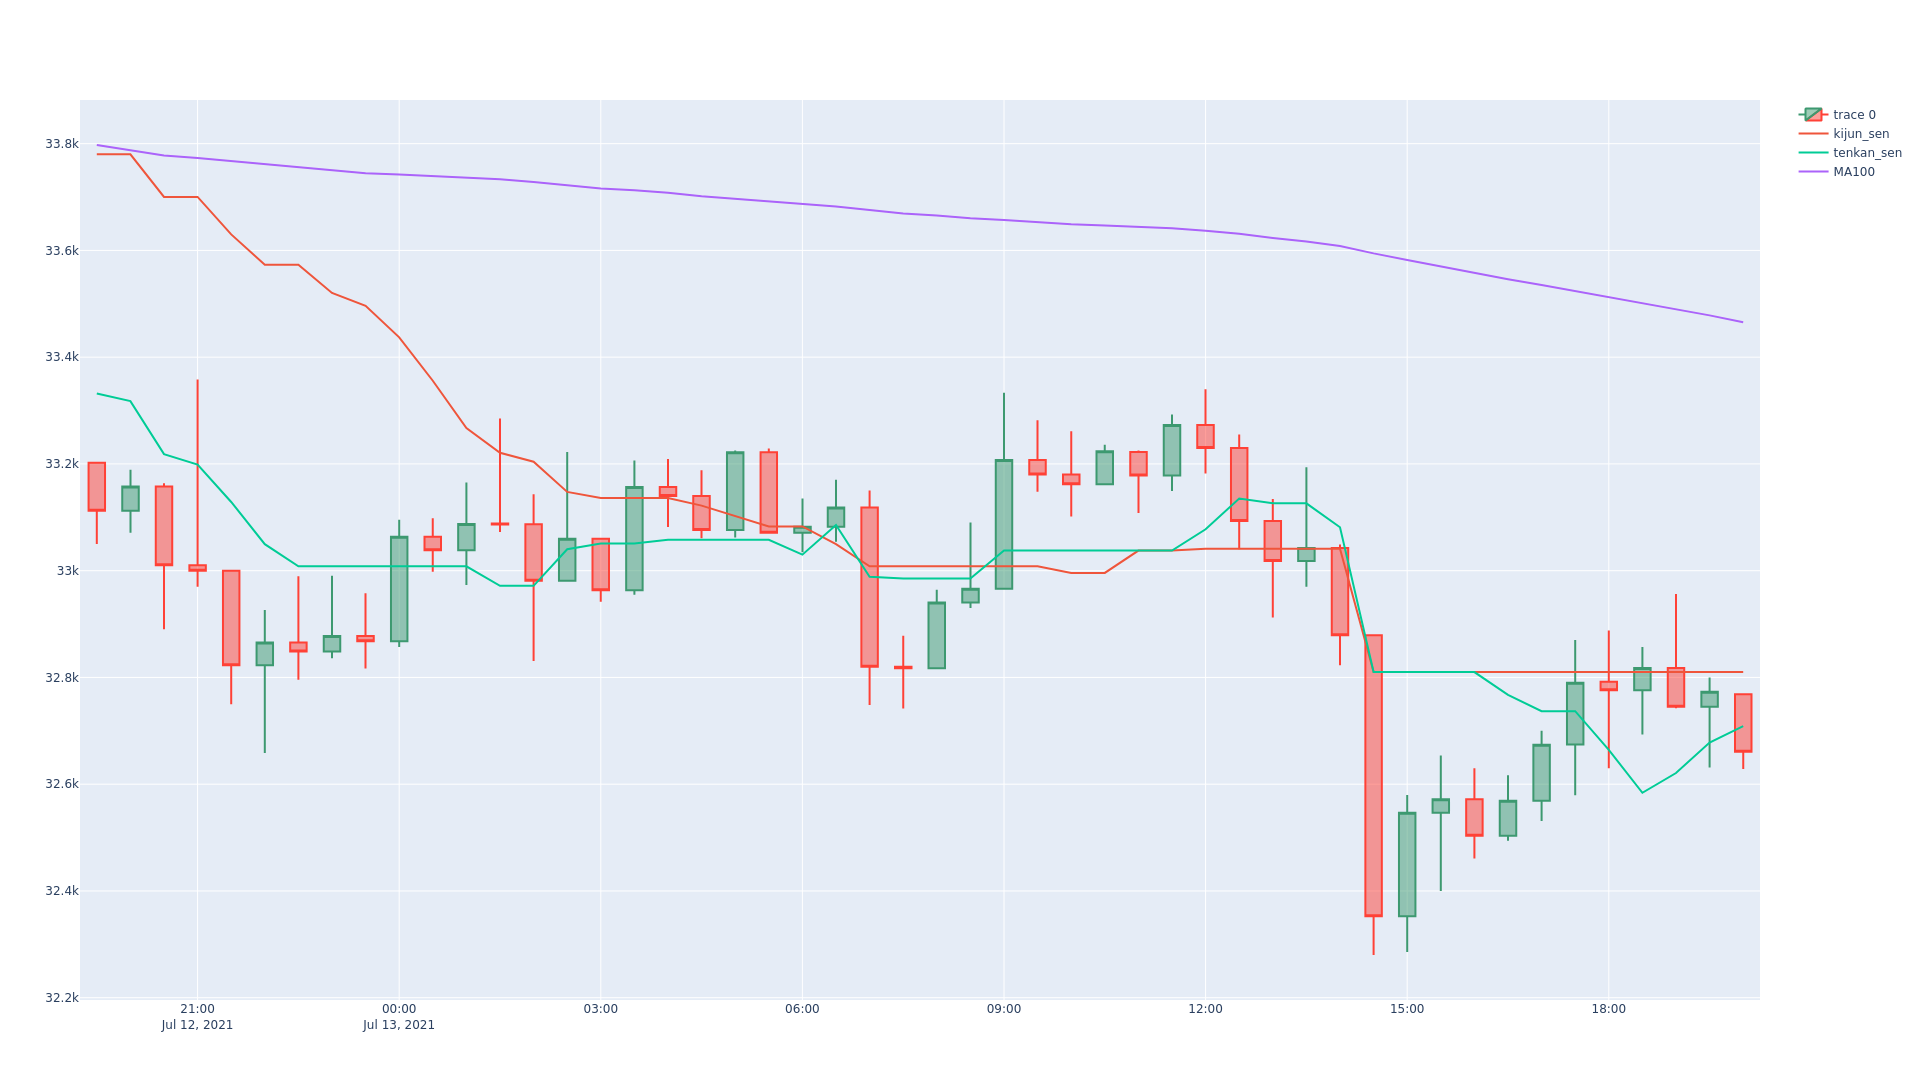 trace 0
kijun_sen
tenkan_sen
MA100
33.8k
33.6k
33.4k
33.2k
33k
32.8k
32.6k
32.4k
32.2k
21:00 00:00 03:00 06:00 09:00 12:00 15:00 18:00
Jul 12, 2021 Jul 13, 2021